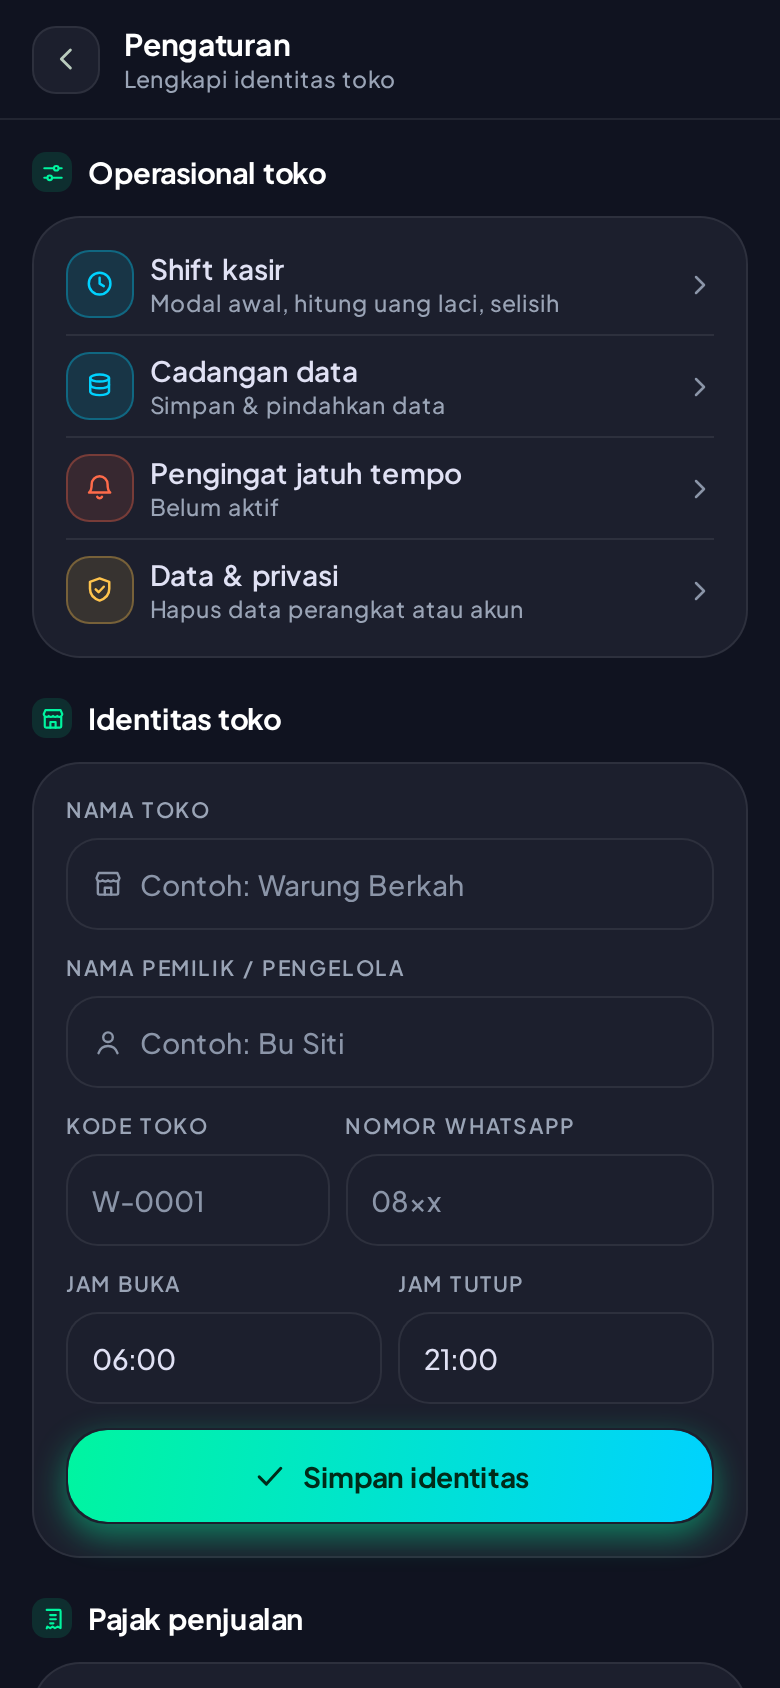 Pengaturan
Lengkapi identitas toko
Operasional toko
Shift kasir
Modal awal, hitung uang laci, selisih
Cadangan data
Simpan & pindahkan data
Pengingat jatuh tempo
Belum aktif
Data & privasi
Hapus data perangkat atau akun
Identitas toko
NAMA TOKO
Contoh: Warung Berkah
NAMA PEMILIK / PENGELOLA
Contoh: Bu Siti
KODE TOKO
NOMOR WHATSAPP
W-0001
08×x
JAM BUKA
JAM TUTUP
06:00
21:00
Simpan identitas
Pajak penjualan